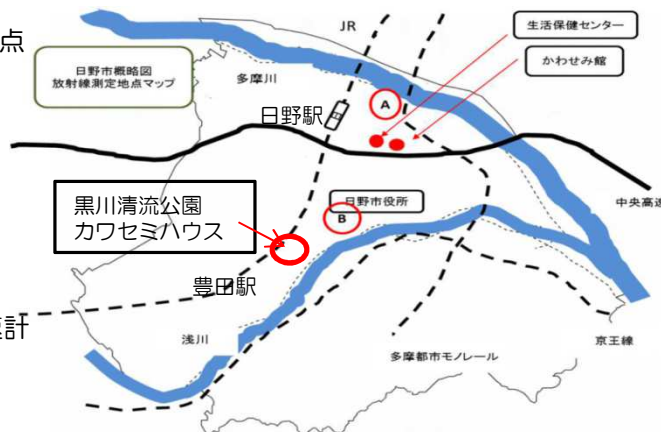 点
JR
生活保健センター
日野市概略図
放射線測定地点マップ
多摩川
かわせみ館
A
日野駅
黒川清流公園
カワセミハウス
日野市役所
中央高速
B
豊田駅
計
浅川
京王線
多摩都市モノレール